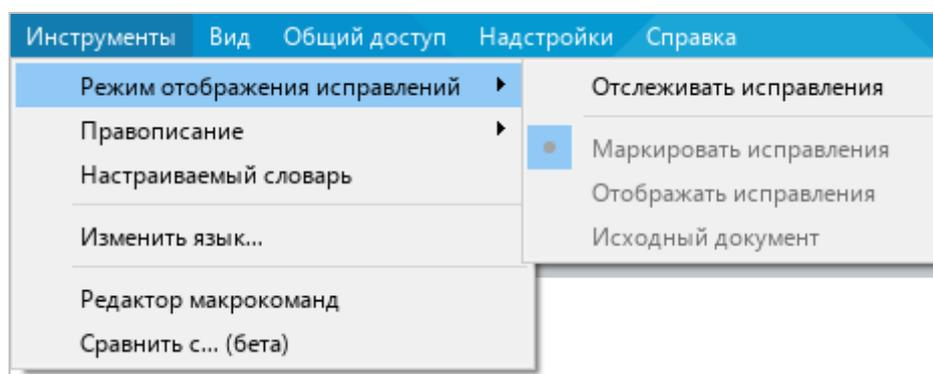 Инструменты Вид Общий доступ Надстройки Справка
Режим отображения исправлений
Правописание
Настраиваемый словарь
Изменить язык...
Редактор макрокоманд
Сравнить с... (бета)
Отслеживать исправления
Маркировать исправления
Отображать исправления
Исходный документ